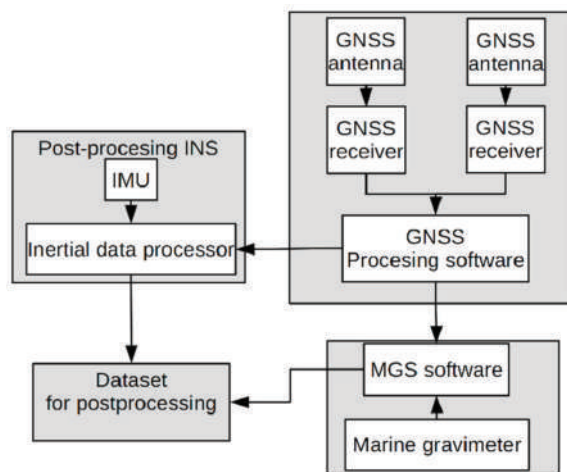 GNSS
antenna
GNSS
antenna
GNSS
receiver
GNSS
receiver
Post-procesing INS
IMU
Inertial data processor
GNSS
Procesing software
Dataset
for postprocessing
MGS software
Marine gravimeter